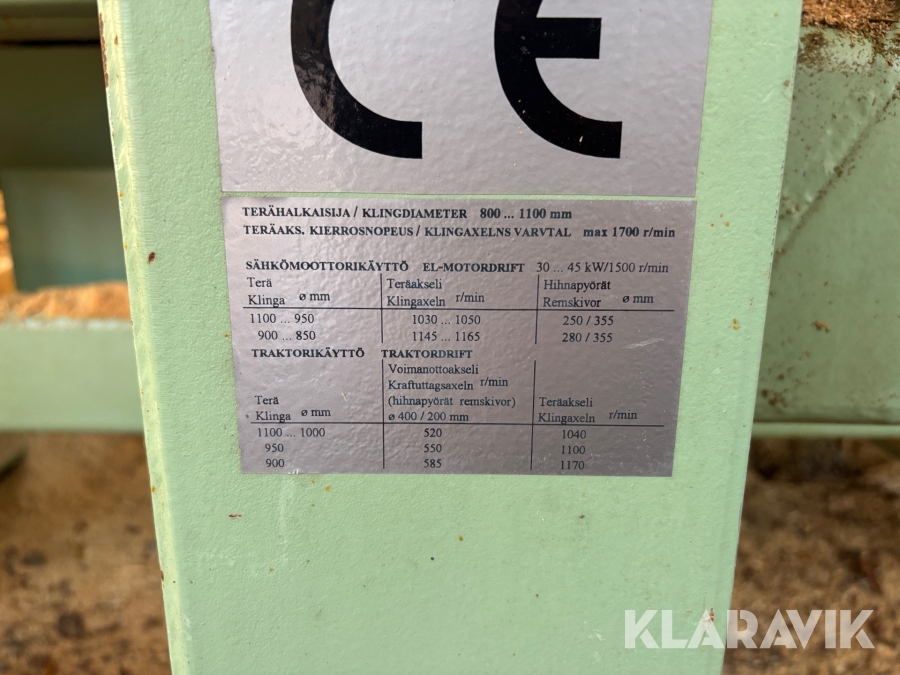 CE
TERÄHALKAISIJA / KLINGDIAMETER 800 ... 1100 mm
TERÄAKS. KIERROSNOPEUS / KLINGAXELNS VARVTAL max 1700 r/min
SÄHKÖMOOTTORIKÄYTTÖ EL-MOTORDRIFT 30 ... 45 kW/1500 r/min
Terä Teräakseli Hihnapyörät
Klinga ø mm Klingaxeln r/min Remskivor ø mm
1100 ... 950 1030 ... 1050 250 / 355
900 ... 850 1145 ... 1165 280 / 355
TRAKTORIKÄYTTÖ TRAKTORDRIFT
Voimanottoakseli
Kraftuttagsaxeln r/min
Terä (hihnapyörät remskivor) Teräakseli
Klinga ø mm ø 400 / 200 mm Klingaxeln r/min
1100 ... 1000 520 1040
950 550 1100
900 585 1170
KLARAVIK